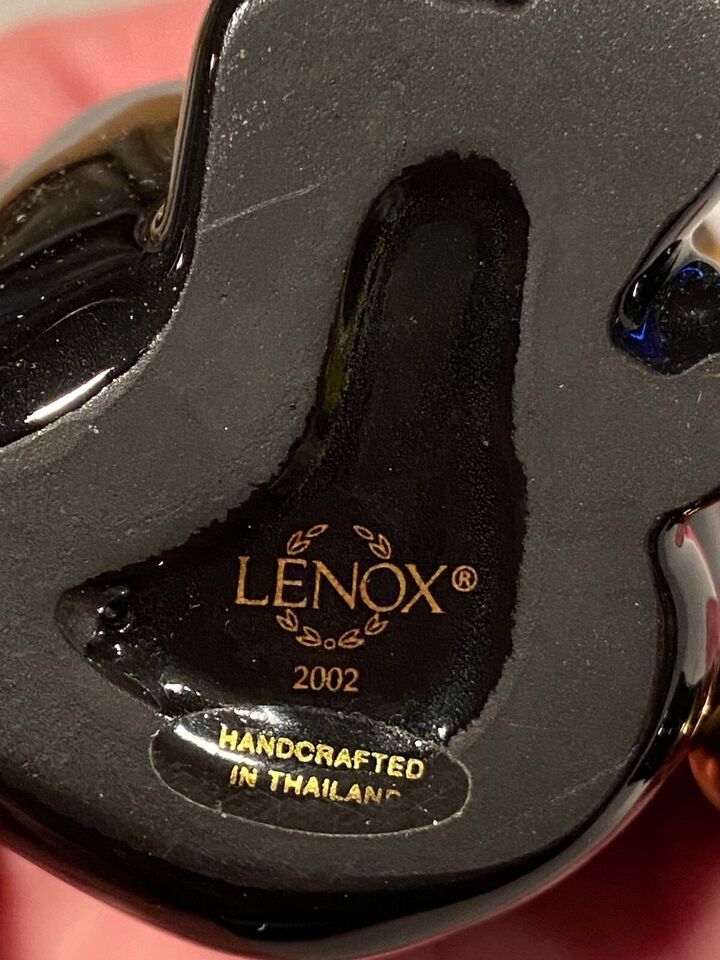 LENOX®
2002
HANDCRAFTED
IN THAILAND